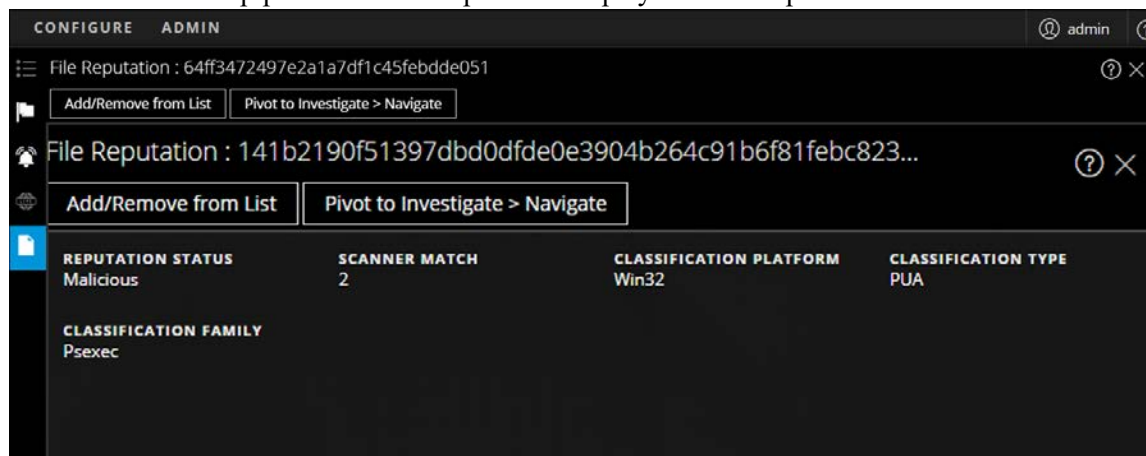 CONFIGURE ADMIN admin
File Reputation : 64ff3472497e2a1a7df1c45febdde051
Add/Remove from List Pivot to Investigate > Navigate
File Reputation : 141b2190f51397dbd0dfde0e3904b264c91b6f81febc823...
Add/Remove from List Pivot to Investigate > Navigate
REPUTATION STATUS SCANNER MATCH CLASSIFICATION PLATFORM CLASSIFICATION TYPE
Malicious 2 Win32 PUA
CLASSIFICATION FAMILY
Psexec